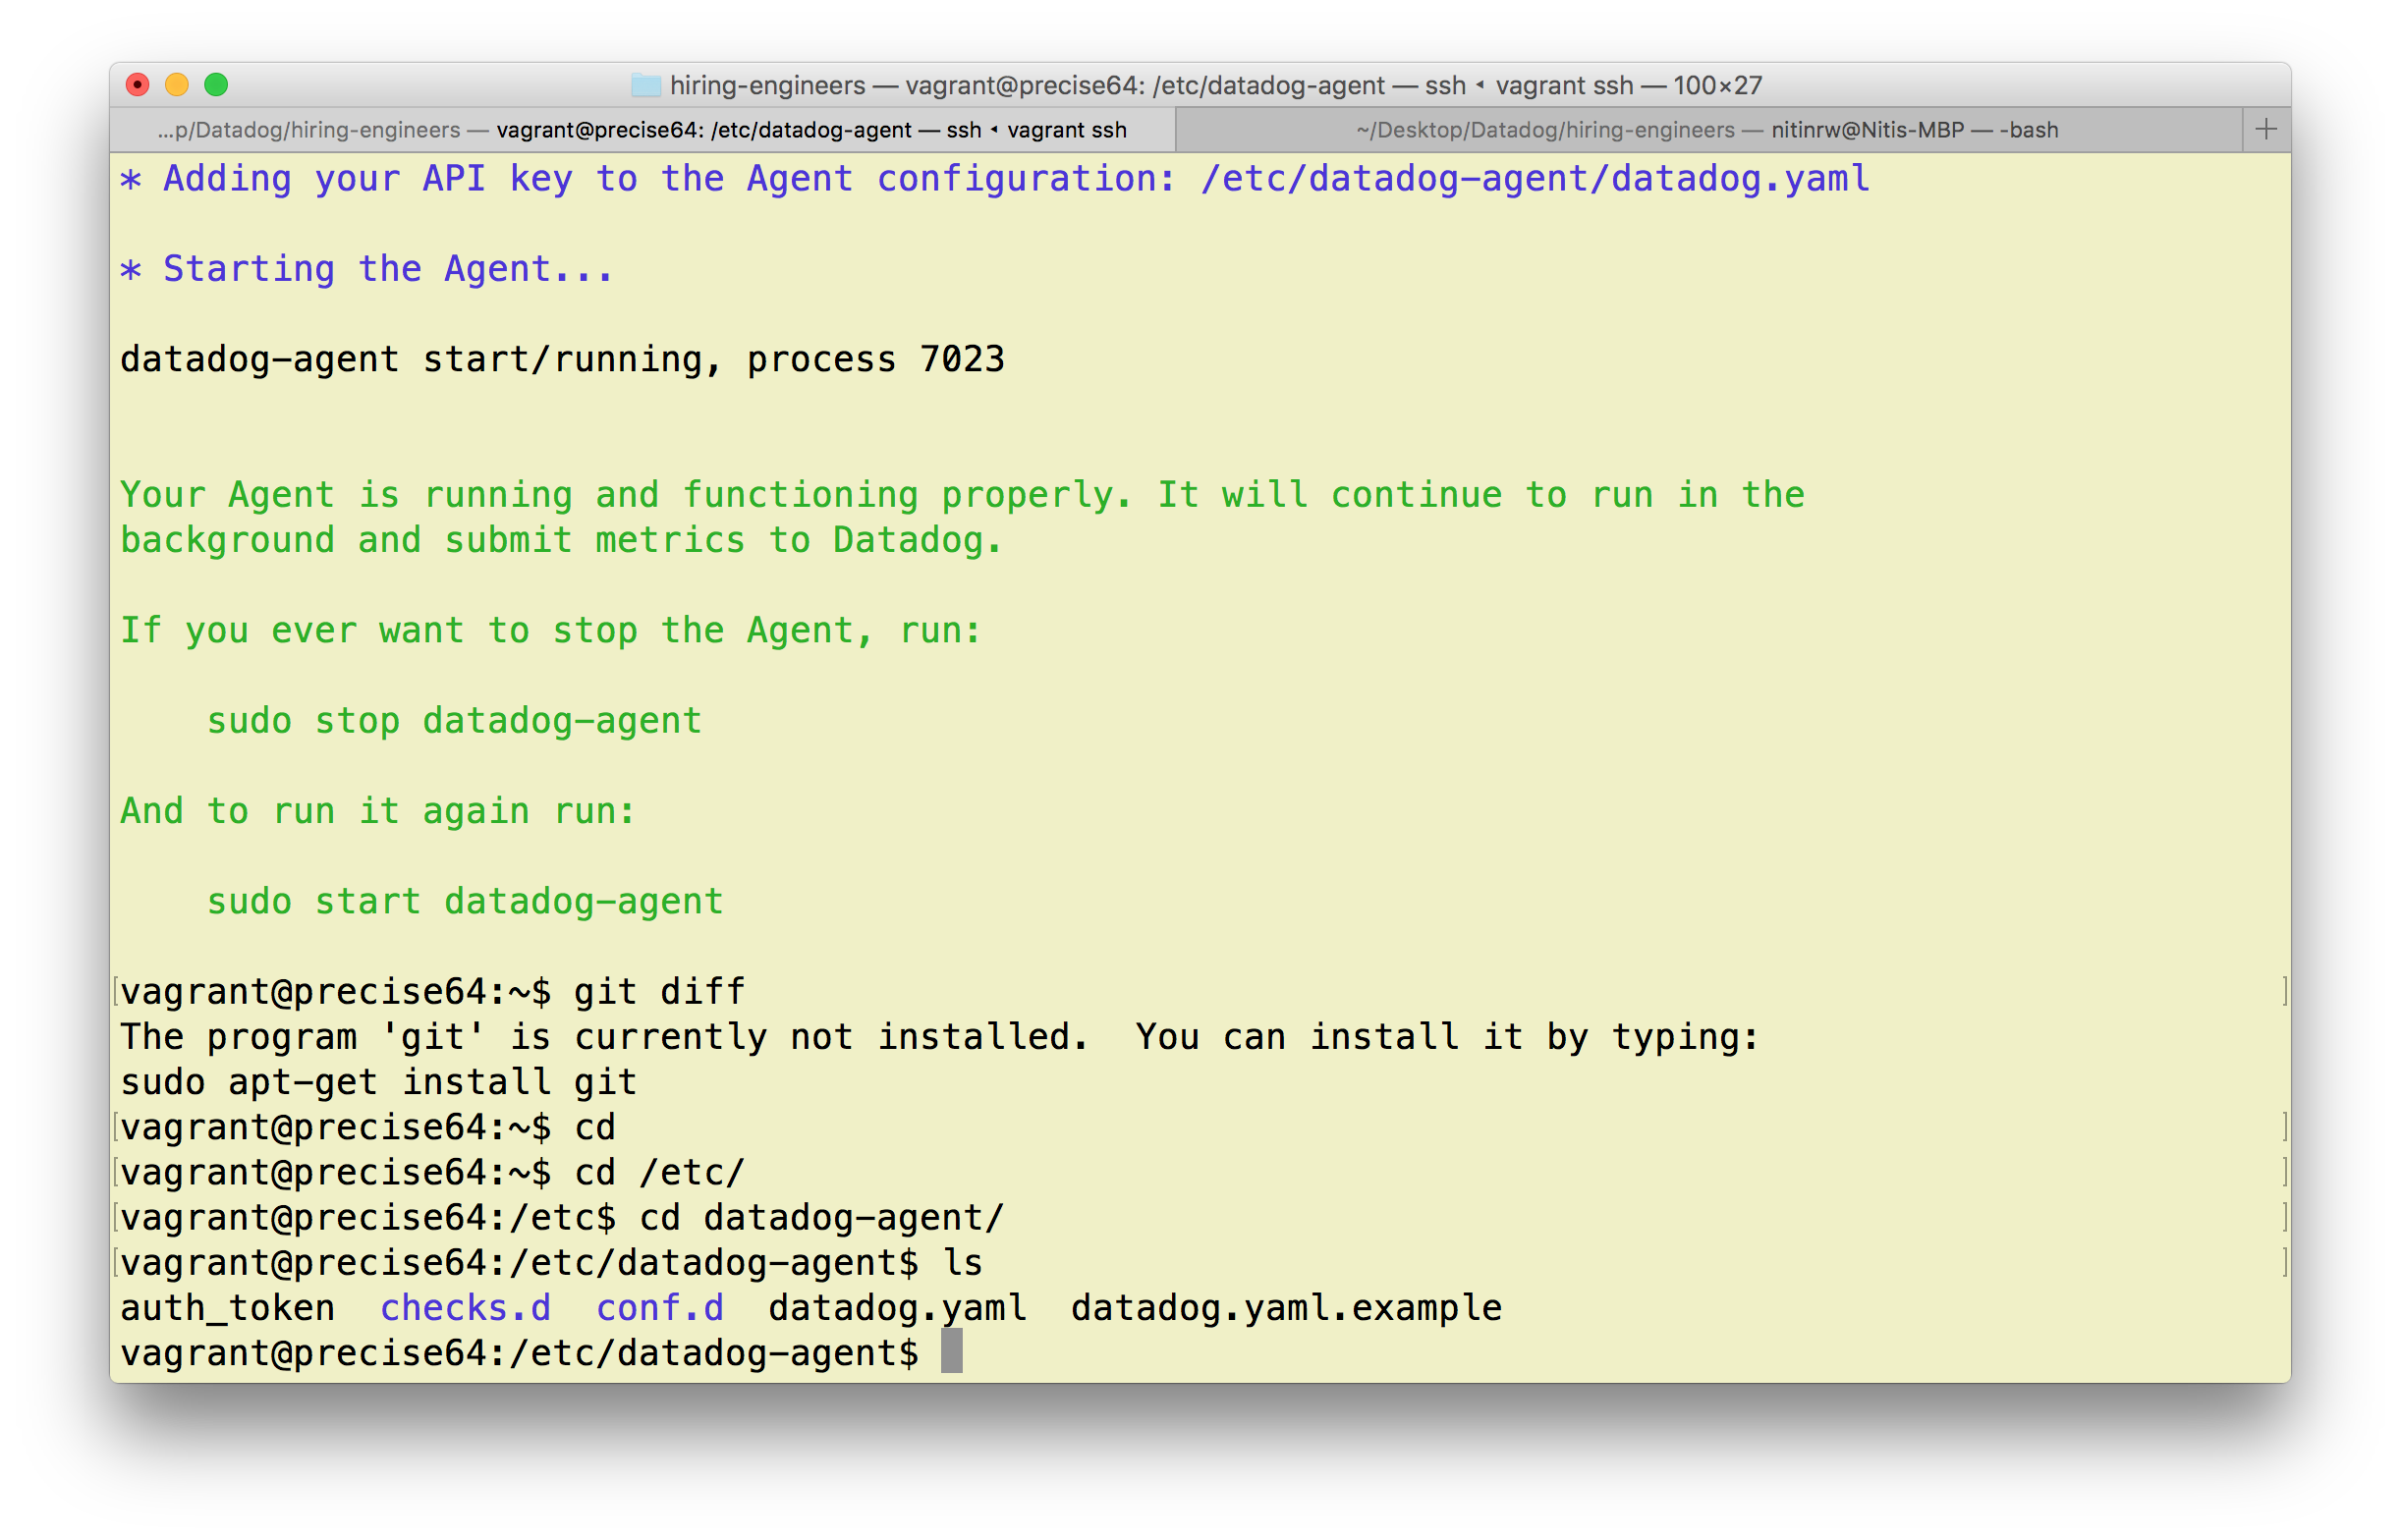 hiring-engineers — vagrant@precise64: /etc/datadog-agent — ssh ◂ vagrant ssh — 100×27
...p/Datadog/hiring-engineers — vagrant@precise64: /etc/datadog-agent — ssh ◂ vagrant ssh
~/Desktop/Datadog/hiring-engineers — nitinrw@Nitis-MBP — -bash
* Adding your API key to the Agent configuration: /etc/datadog-agent/datadog.yaml
* Starting the Agent...
datadog-agent start/running, process 7023
Your Agent is running and functioning properly. It will continue to run in the
background and submit metrics to Datadog.
If you ever want to stop the Agent, run:
sudo stop datadog-agent
And to run it again run:
sudo start datadog-agent
vagrant@precise64:~$ git diff
The program 'git' is currently not installed.  You can install it by typing:
sudo apt-get install git
vagrant@precise64:~$ cd
vagrant@precise64:~$ cd /etc/
vagrant@precise64:/etc$ cd datadog-agent/
vagrant@precise64:/etc/datadog-agent$ ls
auth_token  checks.d  conf.d  datadog.yaml  datadog.yaml.example
vagrant@precise64:/etc/datadog-agent$